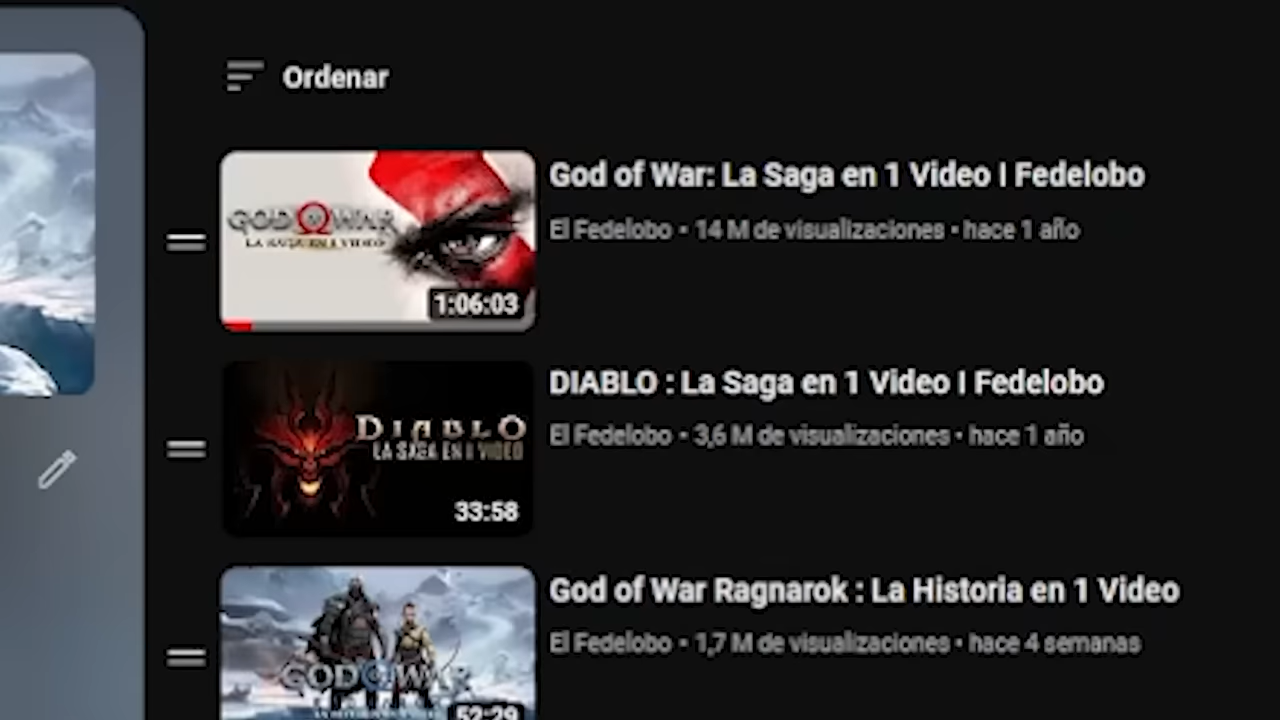 Ordenar
God of War: La Saga en 1 Video I Fedelobo
El Fedelobo • 14 M de visualizaciones • hace 1 año
GOD OF WAR
LA SAGA EN 1 VIDEO
1:06:03
DIABLO : La Saga en 1 Video I Fedelobo
El Fedelobo • 3,6 M de visualizaciones • hace 1 año
DIABLO
LA SAGA EN 1 VIDEO
33:58
God of War Ragnarok : La Historia en 1 Video
El Fedelobo • 1,7 M de visualizaciones • hace 4 semanas
GOD OF WAR
52:29